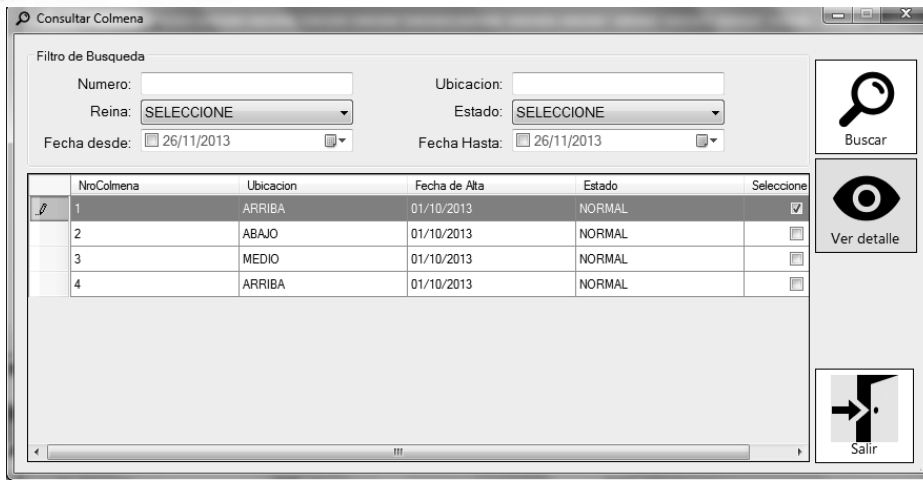 Consultar Colmena
Filtro de Busqueda
Numero: Ubicacion:
Reina: SELECCIONE Estado: SELECCIONE
Fecha desde: 26/11/2013 Fecha Hasta: 26/11/2013
Buscar
NroColmena Ubicacion Fecha de Alta Estado Seleccione
1 ARRIBA 01/10/2013 NORMAL
2 ABAJO 01/10/2013 NORMAL
3 MEDIO 01/10/2013 NORMAL
4 ARRIBA 01/10/2013 NORMAL
Ver detalle
Salir